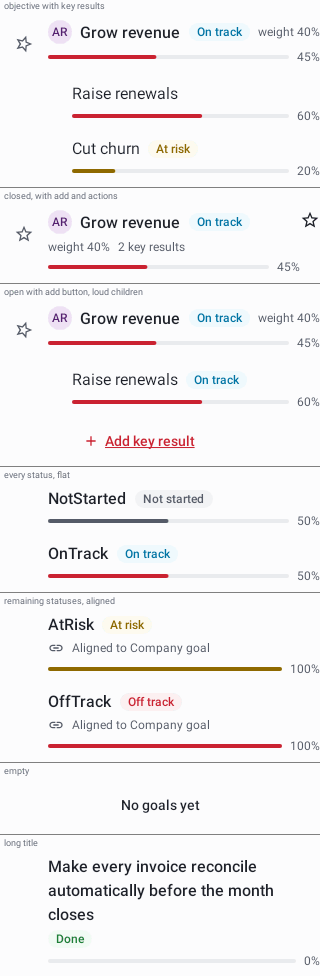 objective with key results
AR Grow revenue On track weight 40%
45%
Raise renewals
60%
Cut churn At risk
20%
closed, with add and actions
AR Grow revenue On track
weight 40% 2 key results
45%
open with add button, loud children
AR Grow revenue On track weight 40%
45%
Raise renewals On track
60%
+ Add key result
every status, flat
NotStarted Not started
50%
OnTrack On track
50%
remaining statuses, aligned
AtRisk At risk
Aligned to Company goal
100%
OffTrack Off track
Aligned to Company goal
100%
empty
No goals yet
long title
Make every invoice reconcile
automatically before the month
closes
Done
0%